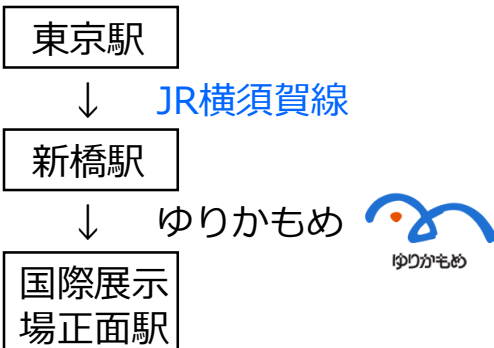 東京駅
↓ JR横須賀線
新橋駅
↓ ゆりかもめ
ゆりかもめ
国際展示
場正面駅